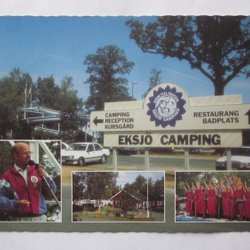 CAMPING
RECEPTION
KURSGÅRD
RESTAURANG
BADPLATS
EKSJÖ CAMPING